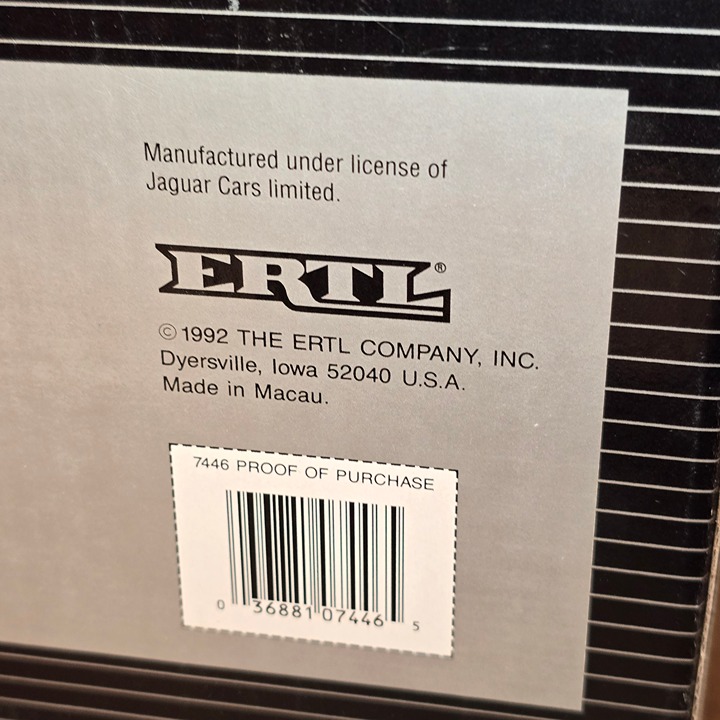 Manufactured under license of
Jaguar Cars limited.
ERTL®
© 1992 THE ERTL COMPANY, INC.
Dyersville, Iowa 52040 U.S.A.
Made in Macau.
7446 PROOF OF PURCHASE
0 36881 07446 5